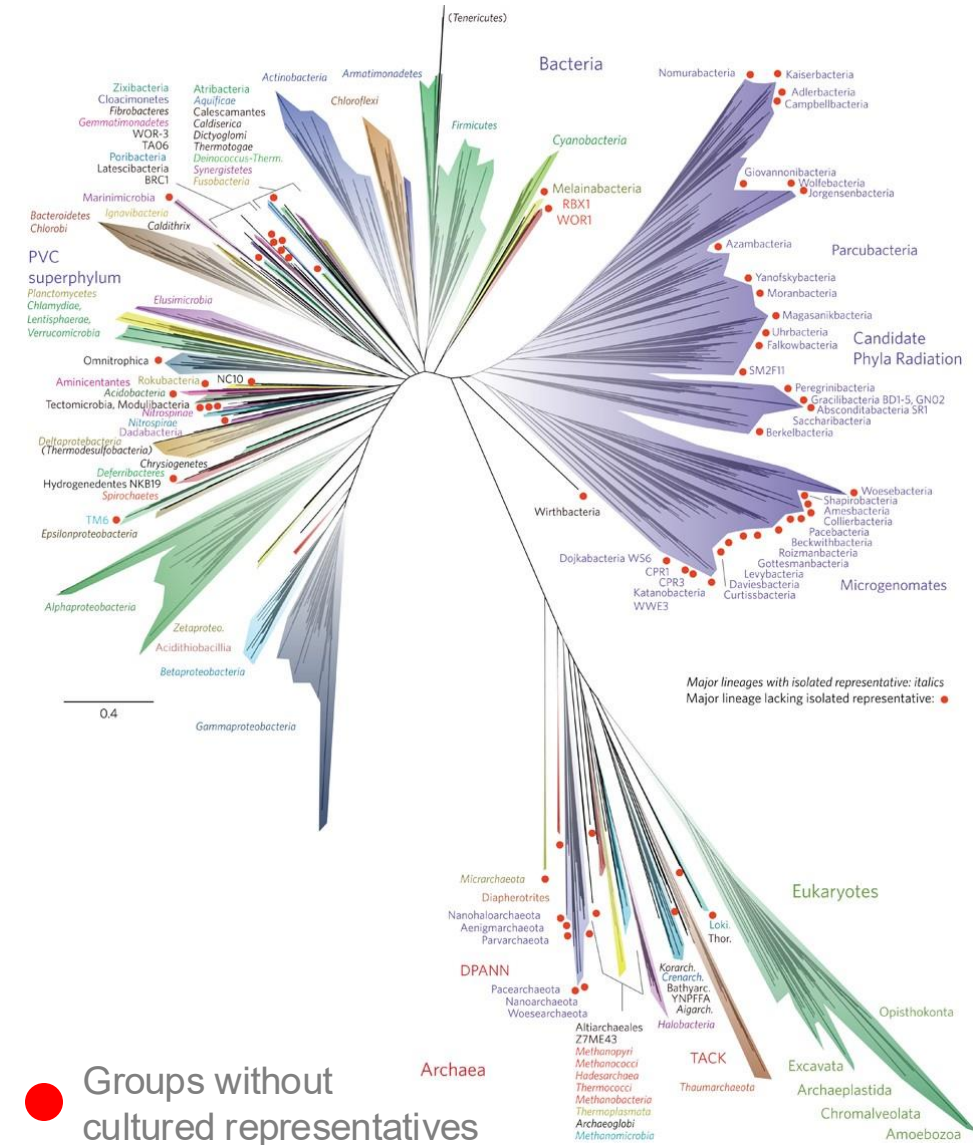 (Tenericutes)
Bacteria
Nomurabacteria
Kaiserbacteria
Adlerbacteria
Campbellbacteria
Giovannonibacteria
Wolfebacteria
Jorgensenbacteria
Azambacteria
Parcubacteria
Yanofskybacteria
Moranbacteria
Magasanikbacteria
Uhrbacteria
Falkowbacteria
Candidate
Phyla Radiation
SM2F11
Peregrinibacteria
Gracilibacteria BD1-5, GN02
Absconditabacteria SR1
Saccharibacteria
Berkelbacteria
Woesebacteria
Shapirobacteria
Amesbacteria
Collierbacteria
Pacebacteria
Beckwithbacteria
Roizmanbacteria
Gottesmanbacteria
Levybacteria
Daviesbacteria
Curtissbacteria
Microgenomates
Dojkabacteria WS6
CPR1
CPR3
Katanobacteria
WWE3
Wirthbacteria
Actinobacteria
Armatimonadetes
Chloroflexi
Firmicutes
Cyanobacteria
Melainabacteria
RBX1
WOR1
Zixibacteria
Cloacimonetes
Fibrobacteres
Gemmatimonadetes
WOR-3
TA06
Poribacteria
Latescibacteria
BRC1
Atribacteria
Aquificae
Calescamantes
Caldiserica
Dictyoglomi
Thermotogae
Deinococcus-Therm.
Synergistetes
Fusobacteria
Marinimicrobia
Ignavibacteria
Bacteroidetes
Chlorobi
Caldithrix
PVC
superphylum
Planctomycetes
Chlamydiae,
Lentisphaerae,
Verrucomicrobia
Elusimicrobia
Omnitrophica
Aminicentantes
Rokubacteria
NC10
Acidobacteria
Tectomicrobia, Modulibacteria
Nitrospinae
Nitrospirae
Dadabacteria
Deltaprotebacteria
(Thermodesulfobacteria)
Chrysiogenetes
Deferribacteres
Hydrogenedentes NKB19
Spirochaetes
TM6
Epsilonproteobacteria
Alphaproteobacteria
Zetaproteo.
Acidithiobacillia
Betaproteobacteria
Gammaproteobacteria
0.4
Major lineages with isolated representative: italics
Major lineage lacking isolated representative:
Micrarchaeota
Diapherotrites
Nanohaloarchaeota
Aenigmarchaeota
Parvarchaeota
DPANN
Pacearchaeota
Nanoarchaeota
Woesearchaeota
Altiarchaeales
Z7ME43
Methanopyri
Methanococci
Hadesarchaea
Thermococci
Methanobacteria
Thermoplasmata
Archaeoglobi
Methanomicrobia
Halobacteria
Korarch.
Crenarch.
Bathyarc.
YNPFFA
Aigarch.
Loki.
Thor.
TACK
Thaumarchaeota
Archaea
Eukaryotes
Opisthokonta
Excavata
Archaeplastida
Chromalveolata
Amoebozoa
Groups without
cultured representatives